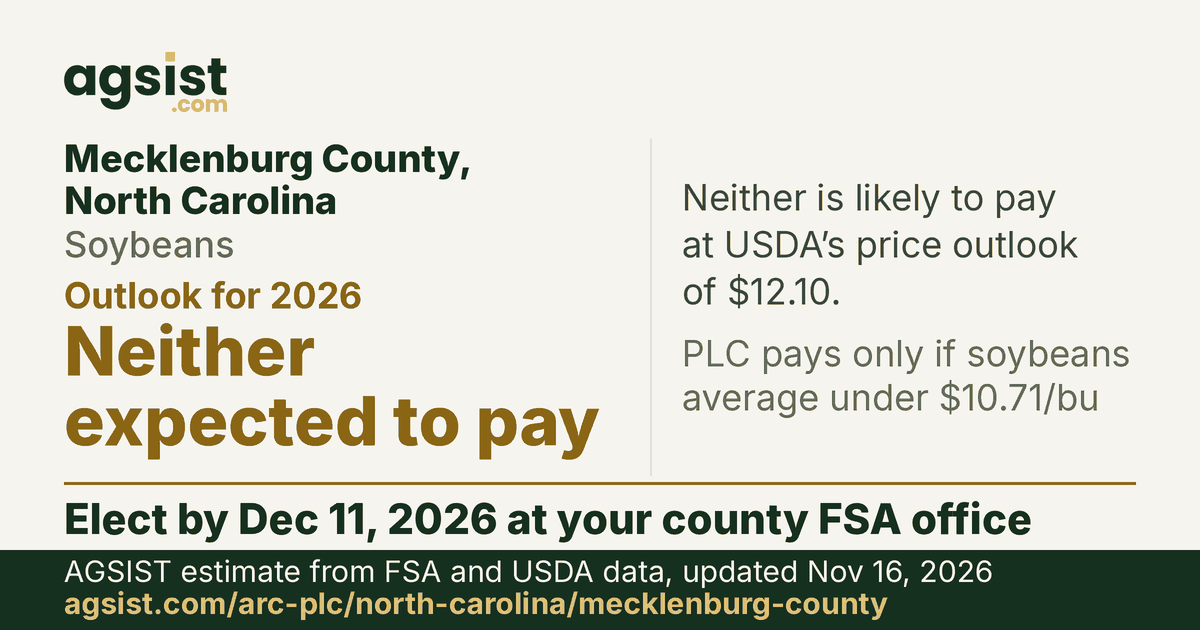 agsist
.com
Mecklenburg County,
North Carolina
Soybeans
Outlook for 2026
Neither
expected to pay
Neither is likely to pay
at USDA’s price outlook
of $12.10.
PLC pays only if soybeans
average under $10.71/bu
Elect by Dec 11, 2026 at your county FSA office
AGSIST estimate from FSA and USDA data, updated Nov 16, 2026
agsist.com/arc-plc/north-carolina/mecklenburg-county